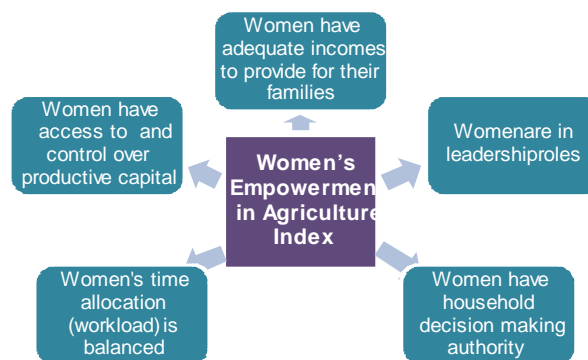 Women have
adequate incomes
to provide for their
families
Women have
access to and
control over
productive capital
Women's
Empowermen
in Agriculture
Index
Womenare in
leadershiproles
Women's time
allocation
(workload) is
balanced
Women have
household
decision making
authority